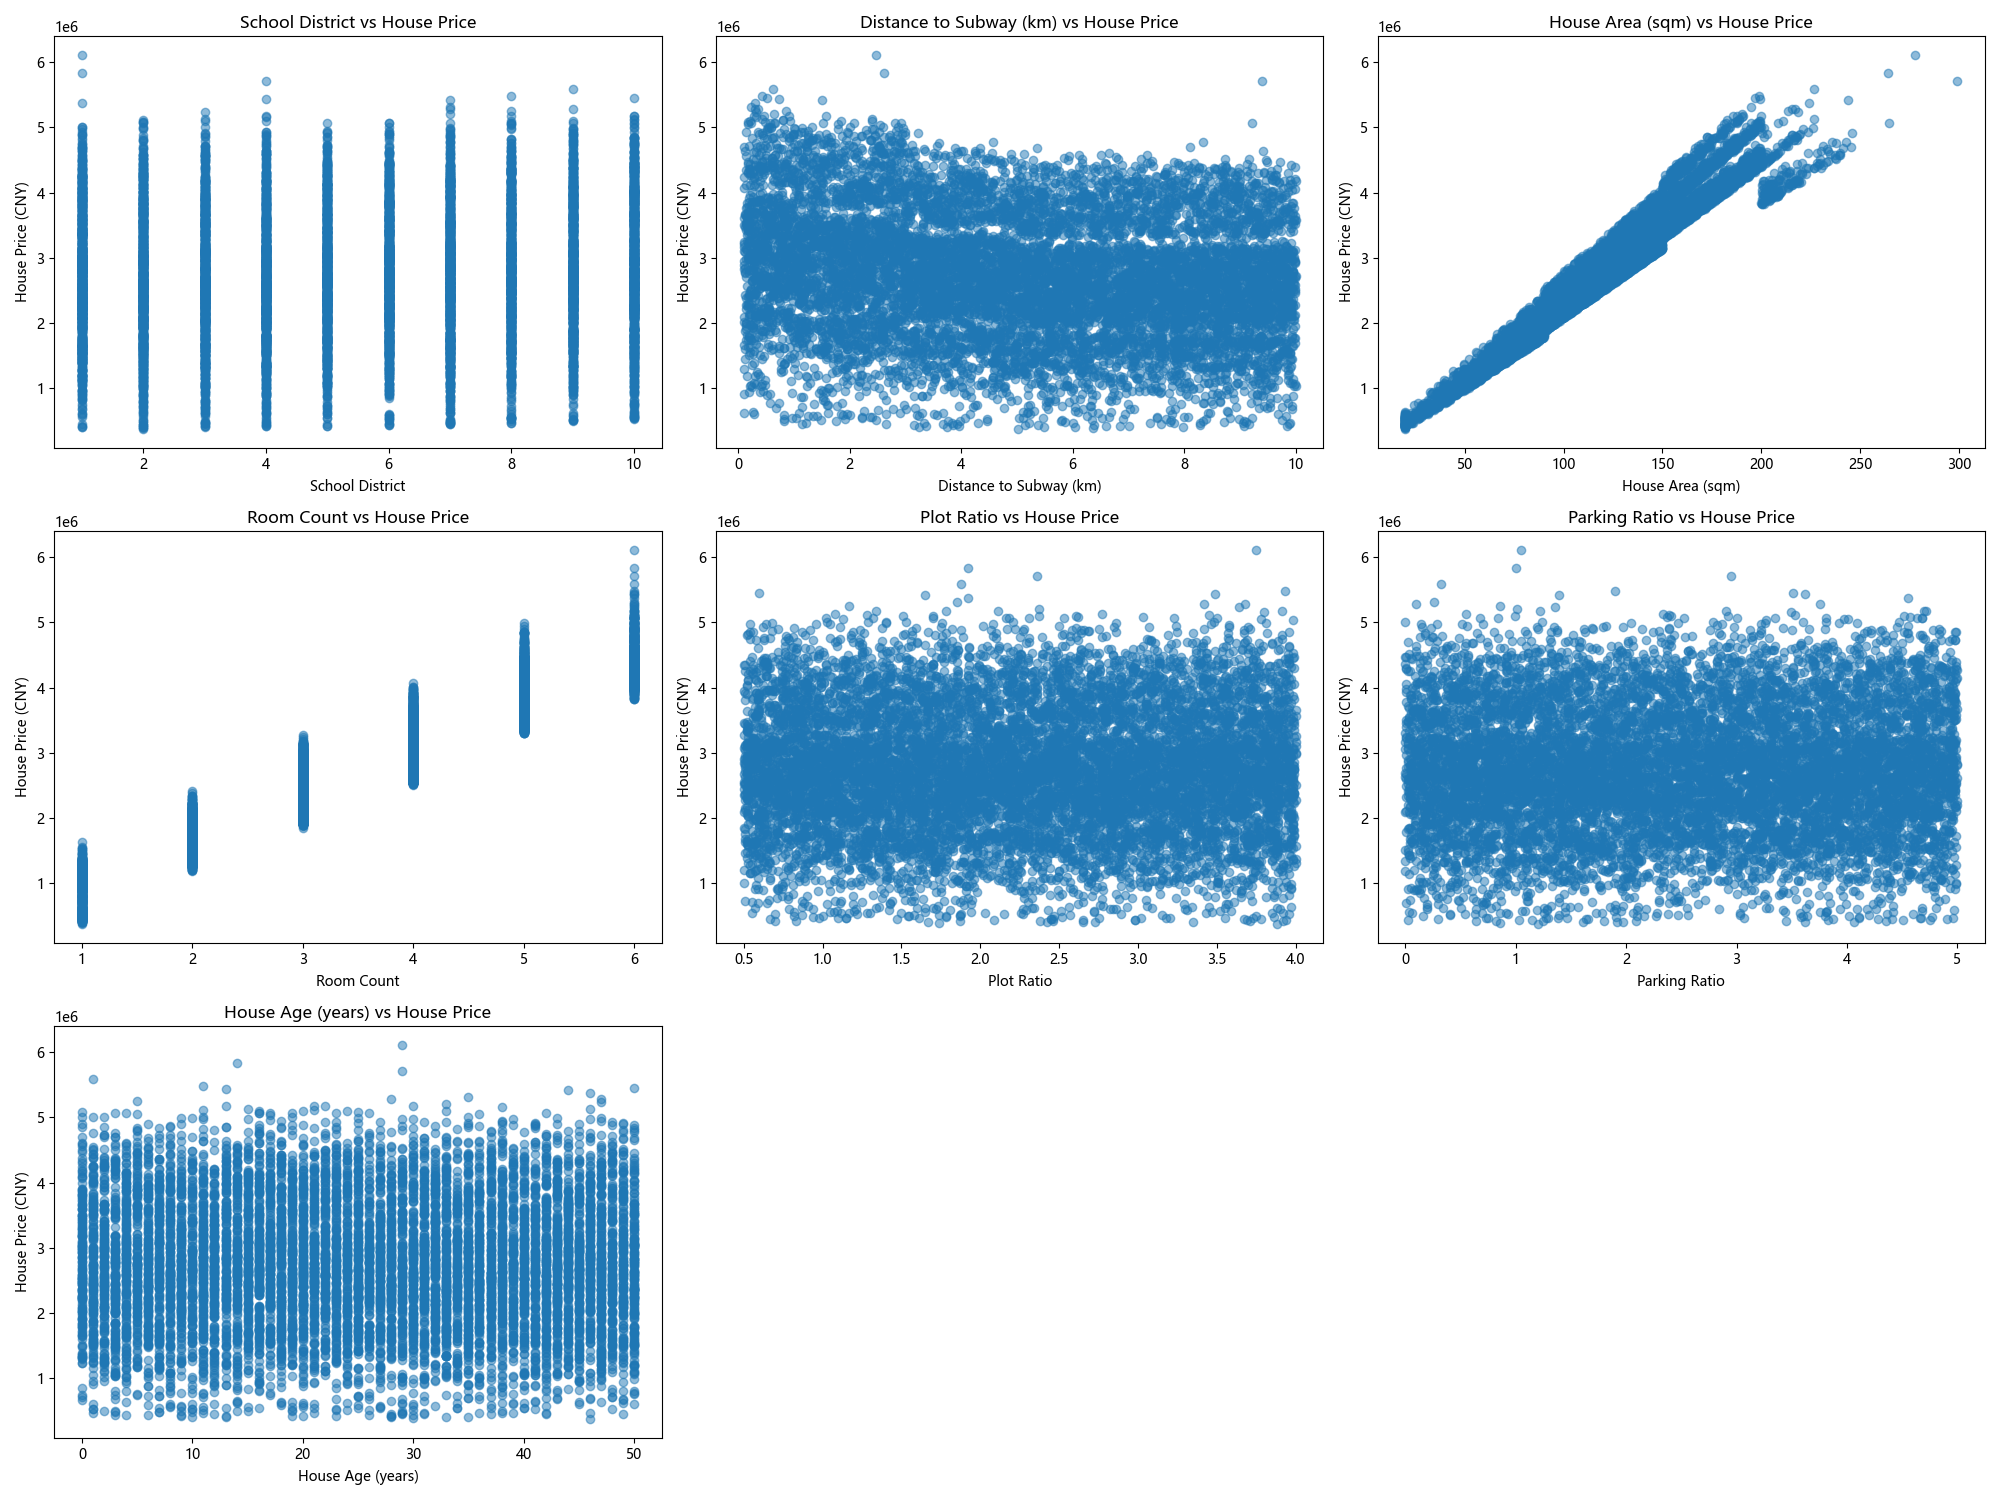 School District vs House Price
1e6
6
5
4
3
2
1
House Price (CNY)
2 4 6 8 10
School District
Distance to Subway (km) vs House Price
1e6
6
5
4
3
2
1
House Price (CNY)
0 2 4 6 8 10
Distance to Subway (km)
House Area (sqm) vs House Price
1e6
6
5
4
3
2
1
House Price (CNY)
50 100 150 200 250 300
House Area (sqm)
Room Count vs House Price
1e6
6
5
4
3
2
1
House Price (CNY)
1 2 3 4 5 6
Room Count
Plot Ratio vs House Price
1e6
6
5
4
3
2
1
House Price (CNY)
0.5 1.0 1.5 2.0 2.5 3.0 3.5 4.0
Plot Ratio
Parking Ratio vs House Price
1e6
6
5
4
3
2
1
House Price (CNY)
0 1 2 3 4 5
Parking Ratio
House Age (years) vs House Price
1e6
6
5
4
3
2
1
House Price (CNY)
0 10 20 30 40 50
House Age (years)